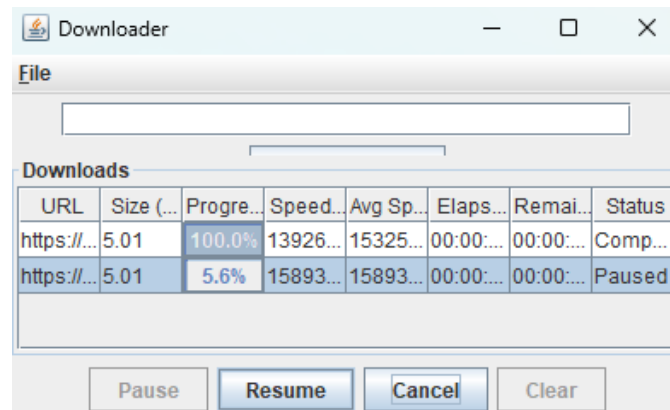 Downloader
File
Downloads
URL Size (... Progre... Speed... Avg Sp... Elaps... Remai... Status
https://... 5.01 100.0% 13926... 15325... 00:00:... 00:00:... Comp...
https://... 5.01 5.6% 15893... 15893... 00:00:... 00:00:... Paused
Pause Resume Cancel Clear